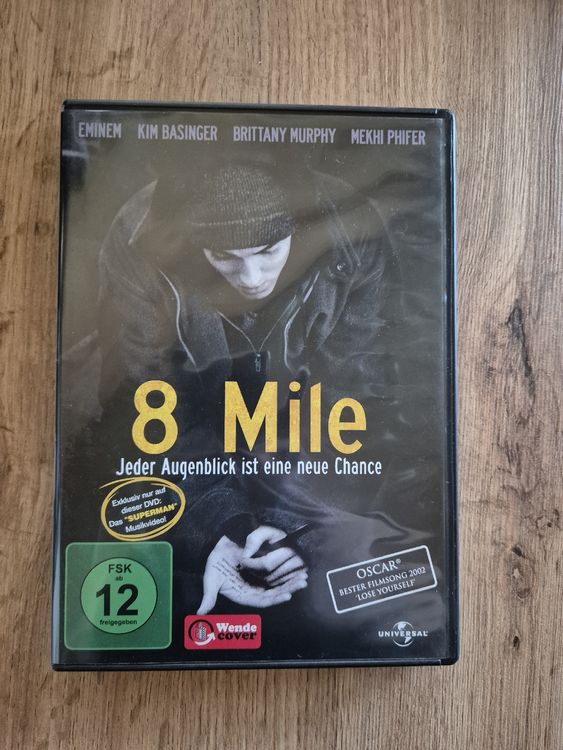 EMINEM KIM BASINGER BRITTANY MURPHY MEKHI PHIFER
8 Mile
Jeder Augenblick ist eine neue Chance
Exklusiv nur auf
dieser DVD:
Das "SUPERMAN"
Musikvideo!
FSK
ab
12
freigegeben
Wende
cover
OSCAR®
BESTER FILMSONG 2002
'LOSE YOURSELF'
UNIVERSAL